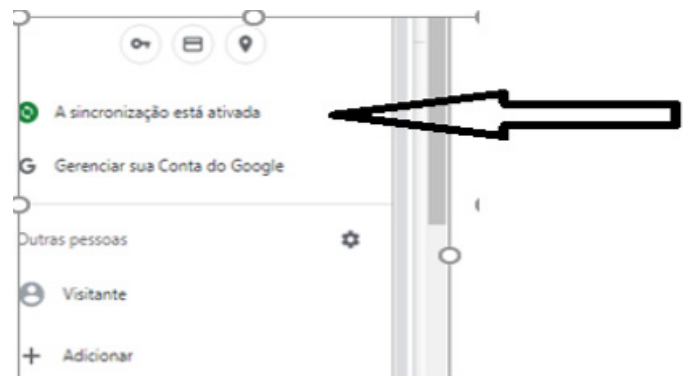 A sincronização está ativada
G Gerenciar sua Conta do Google
Outras pessoas
Visitante
+ Adicionar